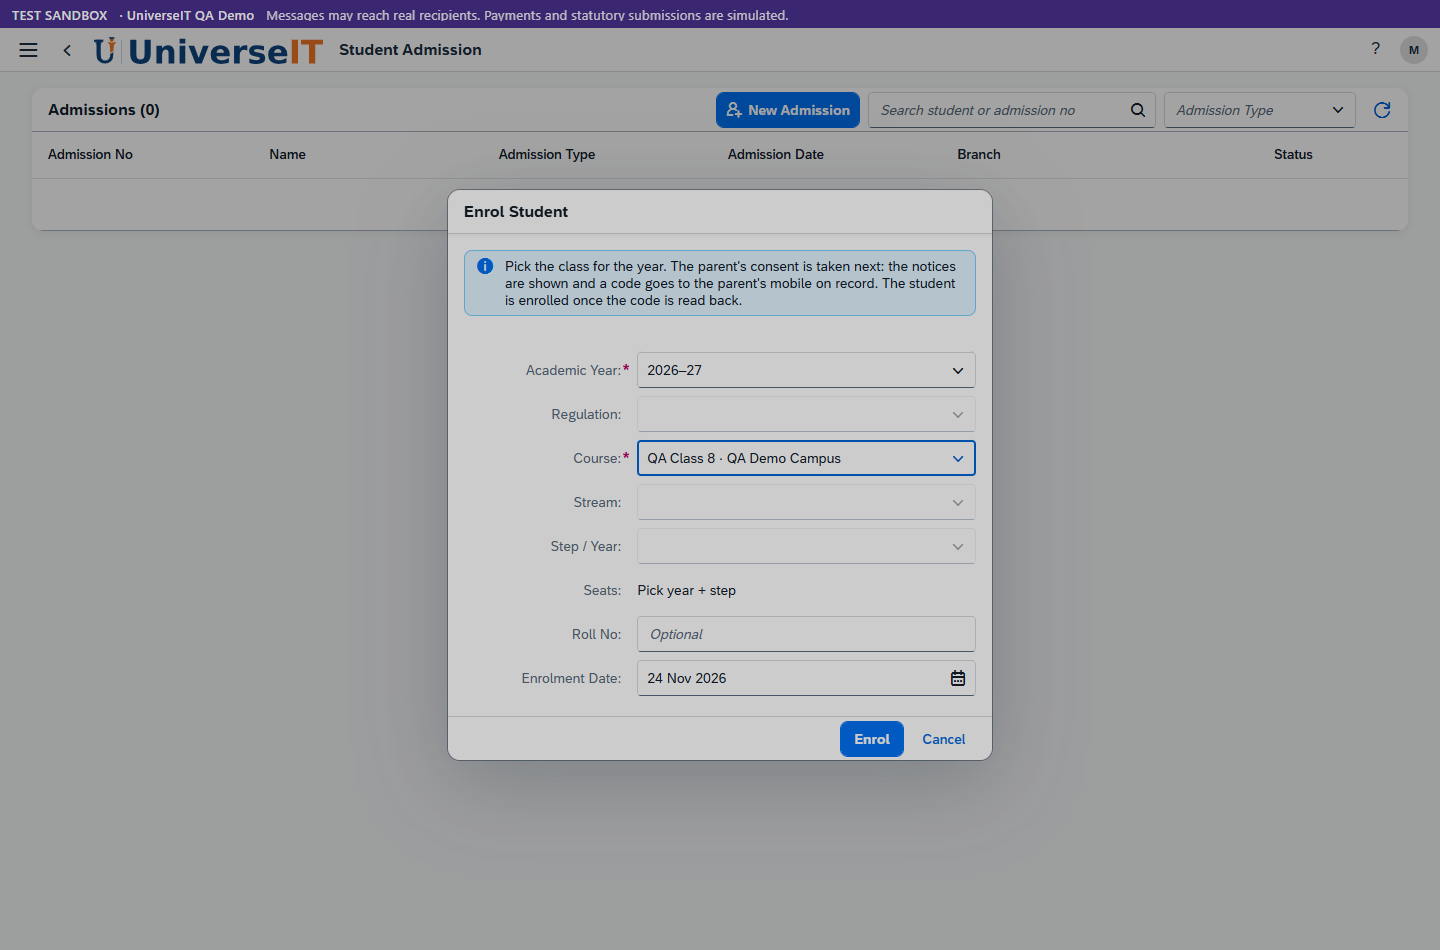 TEST SANDBOX · UniverseIT QA Demo Messages may reach real recipients. Payments and statutory submissions are simulated.
UniverseIT Student Admission ? M
Admissions (0) New Admission Search student or admission no Admission Type
Admission No Name Admission Type Admission Date Branch Status
Enrol Student
Pick the class for the year. The parent's consent is taken next: the notices
are shown and a code goes to the parent's mobile on record. The student
is enrolled once the code is read back.
Academic Year:* 2026–27
Regulation:
Course:* QA Class 8 · QA Demo Campus
Stream:
Step / Year:
Seats: Pick year + step
Roll No: Optional
Enrolment Date: 24 Nov 2026
Enrol Cancel